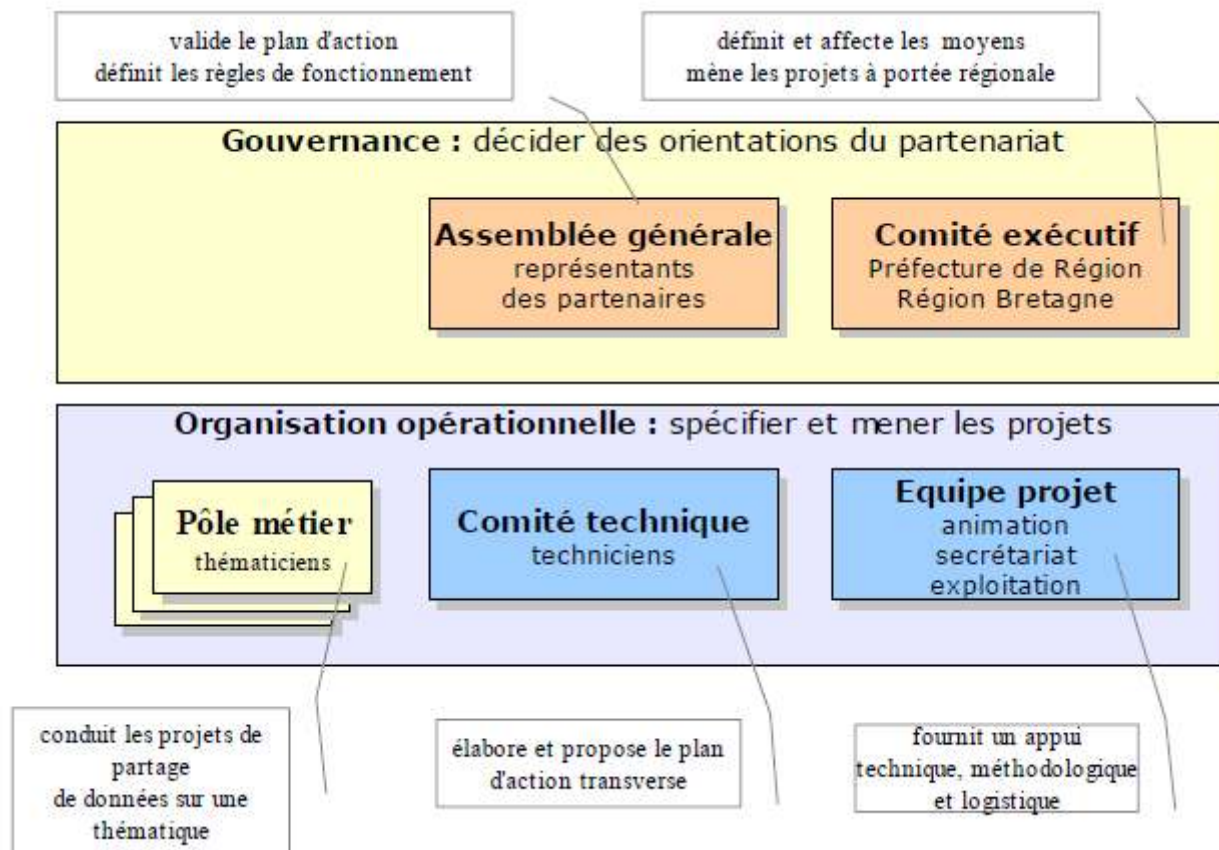 valide le plan d'action
définit les règles de fonctionnement
définit et affecte les moyens
mène les projets à portée régionale
Gouvernance : décider des orientations du partenariat
Assemblée générale
représentants
des partenaires
Comité exécutif
Préfecture de Région
Région Bretagne
Organisation opérationnelle : spécifier et mener les projets
Pôle métier
thématiciens
Comité technique
techniciens
Equipe projet
animation
secrétariat
exploitation
conduit les projets de
partage
de données sur une
thématique
élabore et propose le plan
d'action transverse
fournit un appui
technique, méthodologique
et logistique